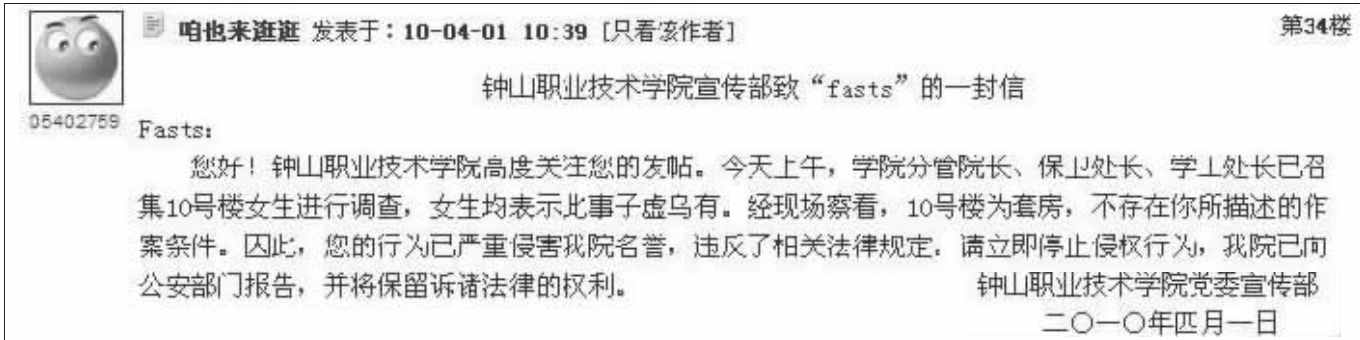 咱也来逛逛 发表于：10-04-01 10:39 [只看该作者]
第34楼
钟山职业技术学院宣传部致“fasts”的一封信
05402759
Fasts：
您好！钟山职业技术学院高度关注您的发帖。今天上午，学院分管院长、保卫处长、学工处长已召
集10号楼女生进行调查，女生均表示此事子虚乌有。经现场察看，10号楼为套房，不存在你所描述的作
案条件。因此，您的行为已严重侵害我院名誉，违反了相关法律规定。请立即停止侵权行为，我院已向
公安部门报告，并将保留诉诸法律的权利。
钟山职业技术学院党委宣传部
二〇一〇年四月一日